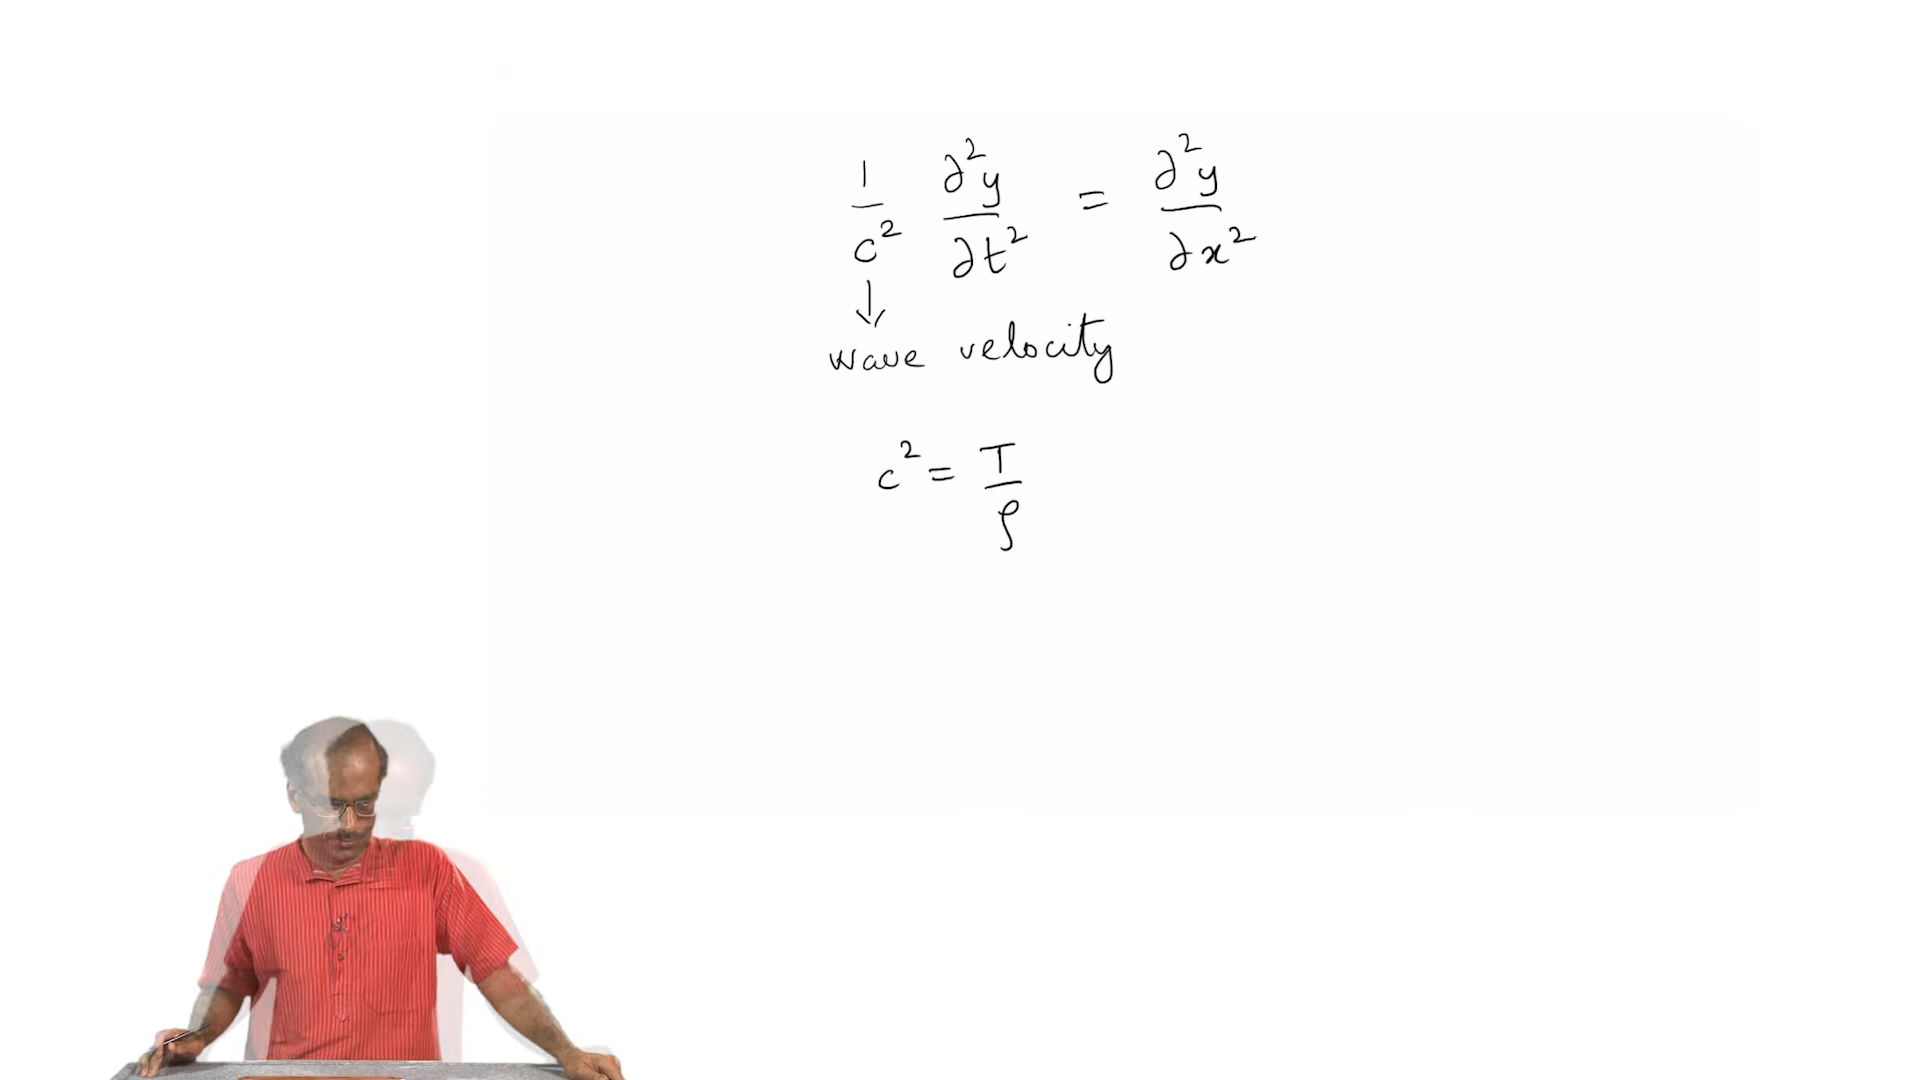 1/c² ∂²y/∂t² = ∂²y/∂x²
↓
wave velocity
c² = T/ρ